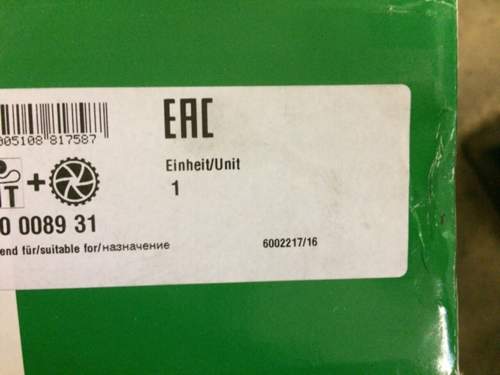 EAC
005108 817587
Einheit/Unit
1
+
0 0089 31
end für/suitable for/назначение
6002217/16